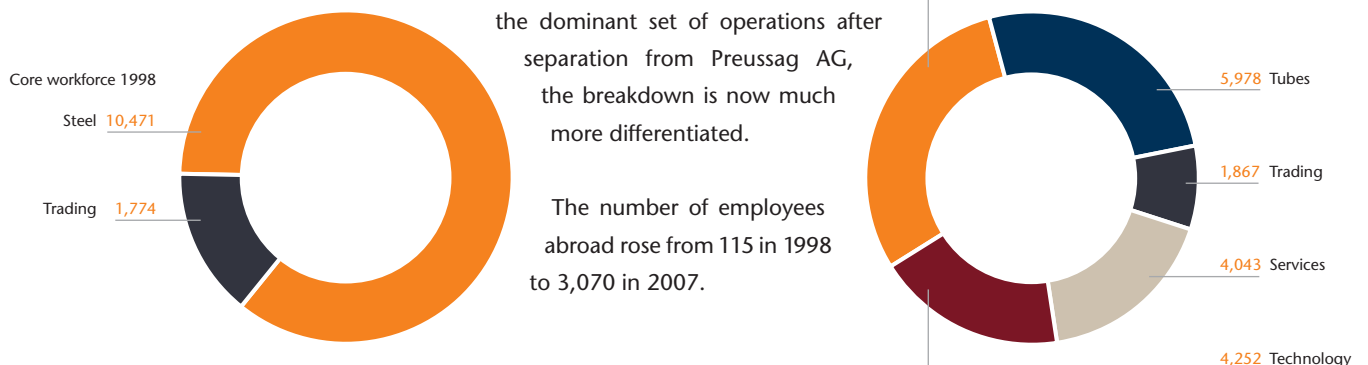 Core workforce 1998
Steel 10,471
Trading 1,774
the dominant set of operations after
separation from Preussag AG,
the breakdown is now much
more differentiated.
The number of employees
abroad rose from 115 in 1998
to 3,070 in 2007.
5,978 Tubes
1,867 Trading
4,043 Services
4,252 Technology